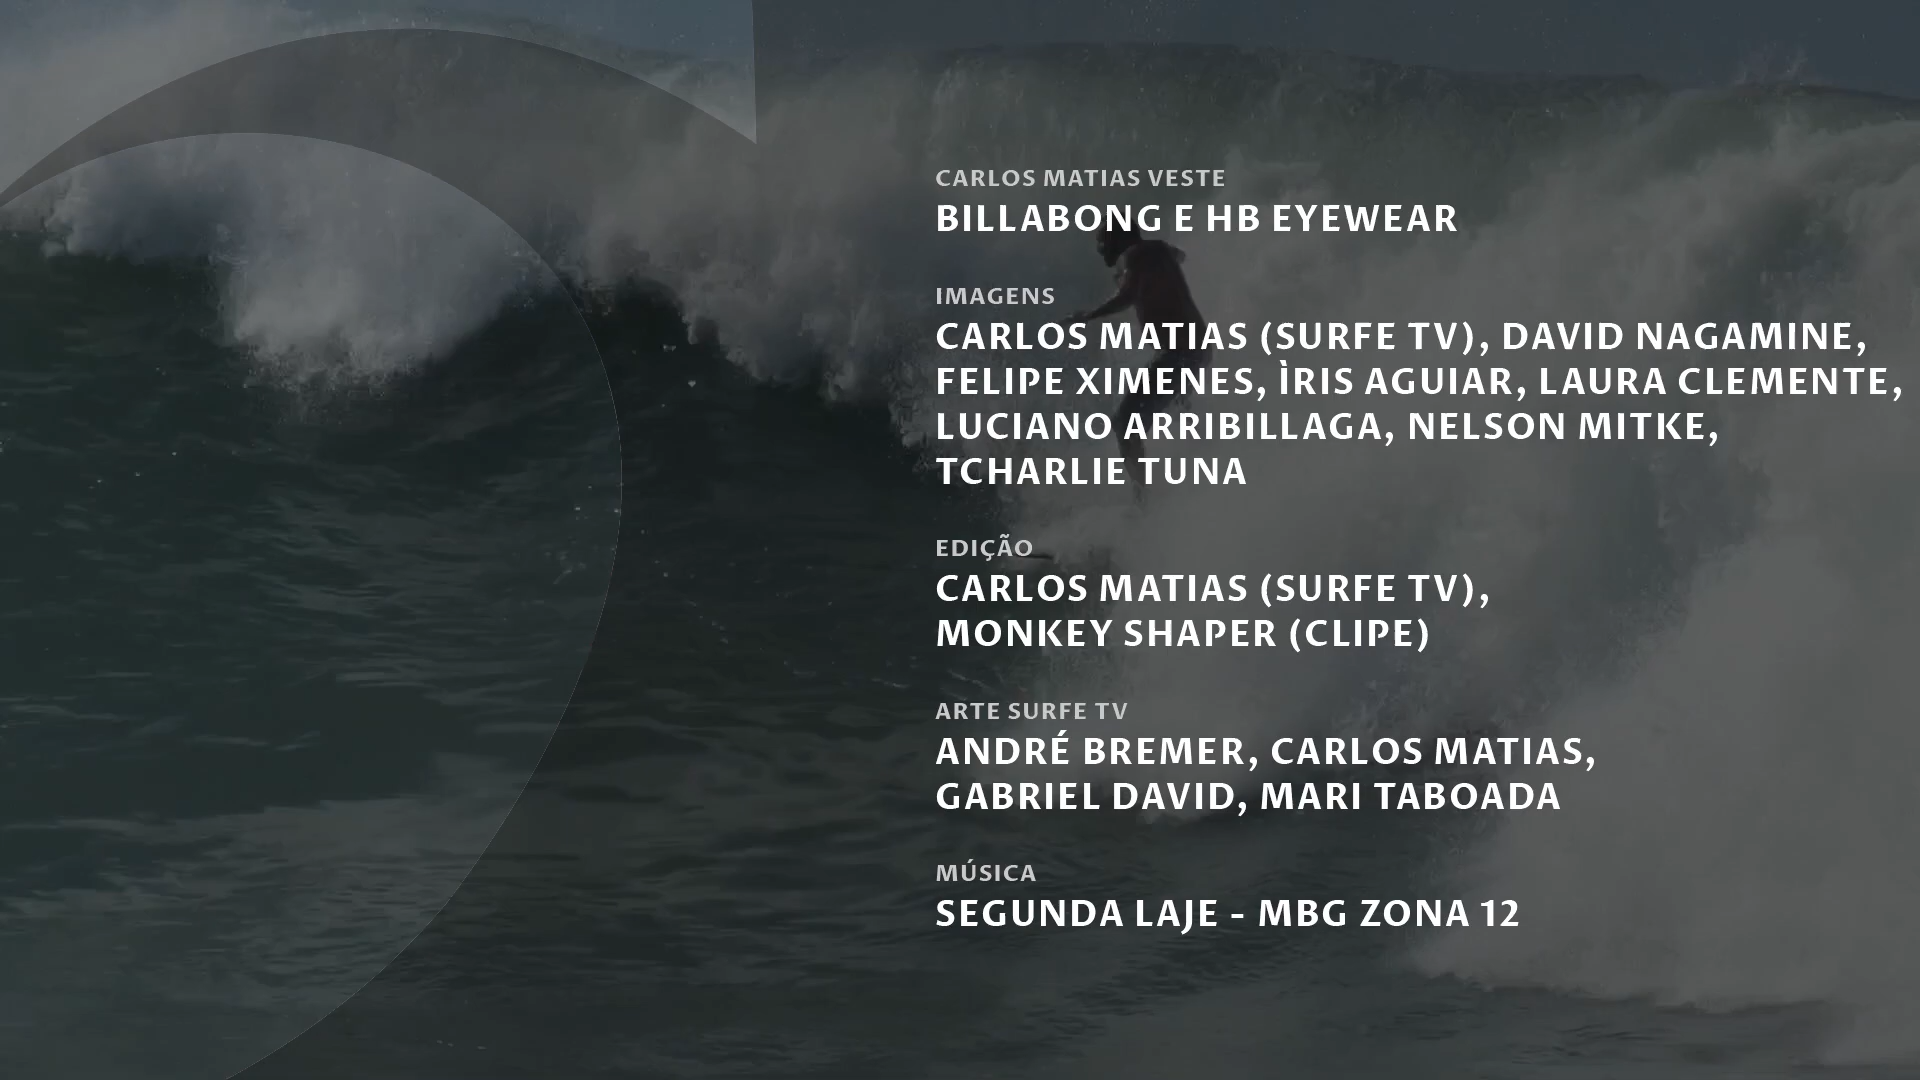 CARLOS MATIAS VESTE
BILLABONG E HB EYEWEAR
IMAGENS
CARLOS MATIAS (SURFE TV), DAVID NAGAMINE,
FELIPE XIMENES, ÌRIS AGUIAR, LAURA CLEMENTE,
LUCIANO ARRIBILLAGA, NELSON MITKE,
TCHARLIE TUNA
EDIÇÃO
CARLOS MATIAS (SURFE TV),
MONKEY SHAPER (CLIPE)
ARTE SURFE TV
ANDRÉ BREMER, CARLOS MATIAS,
GABRIEL DAVID, MARI TABOADA
MÚSICA
SEGUNDA LAJE - MBG ZONA 12